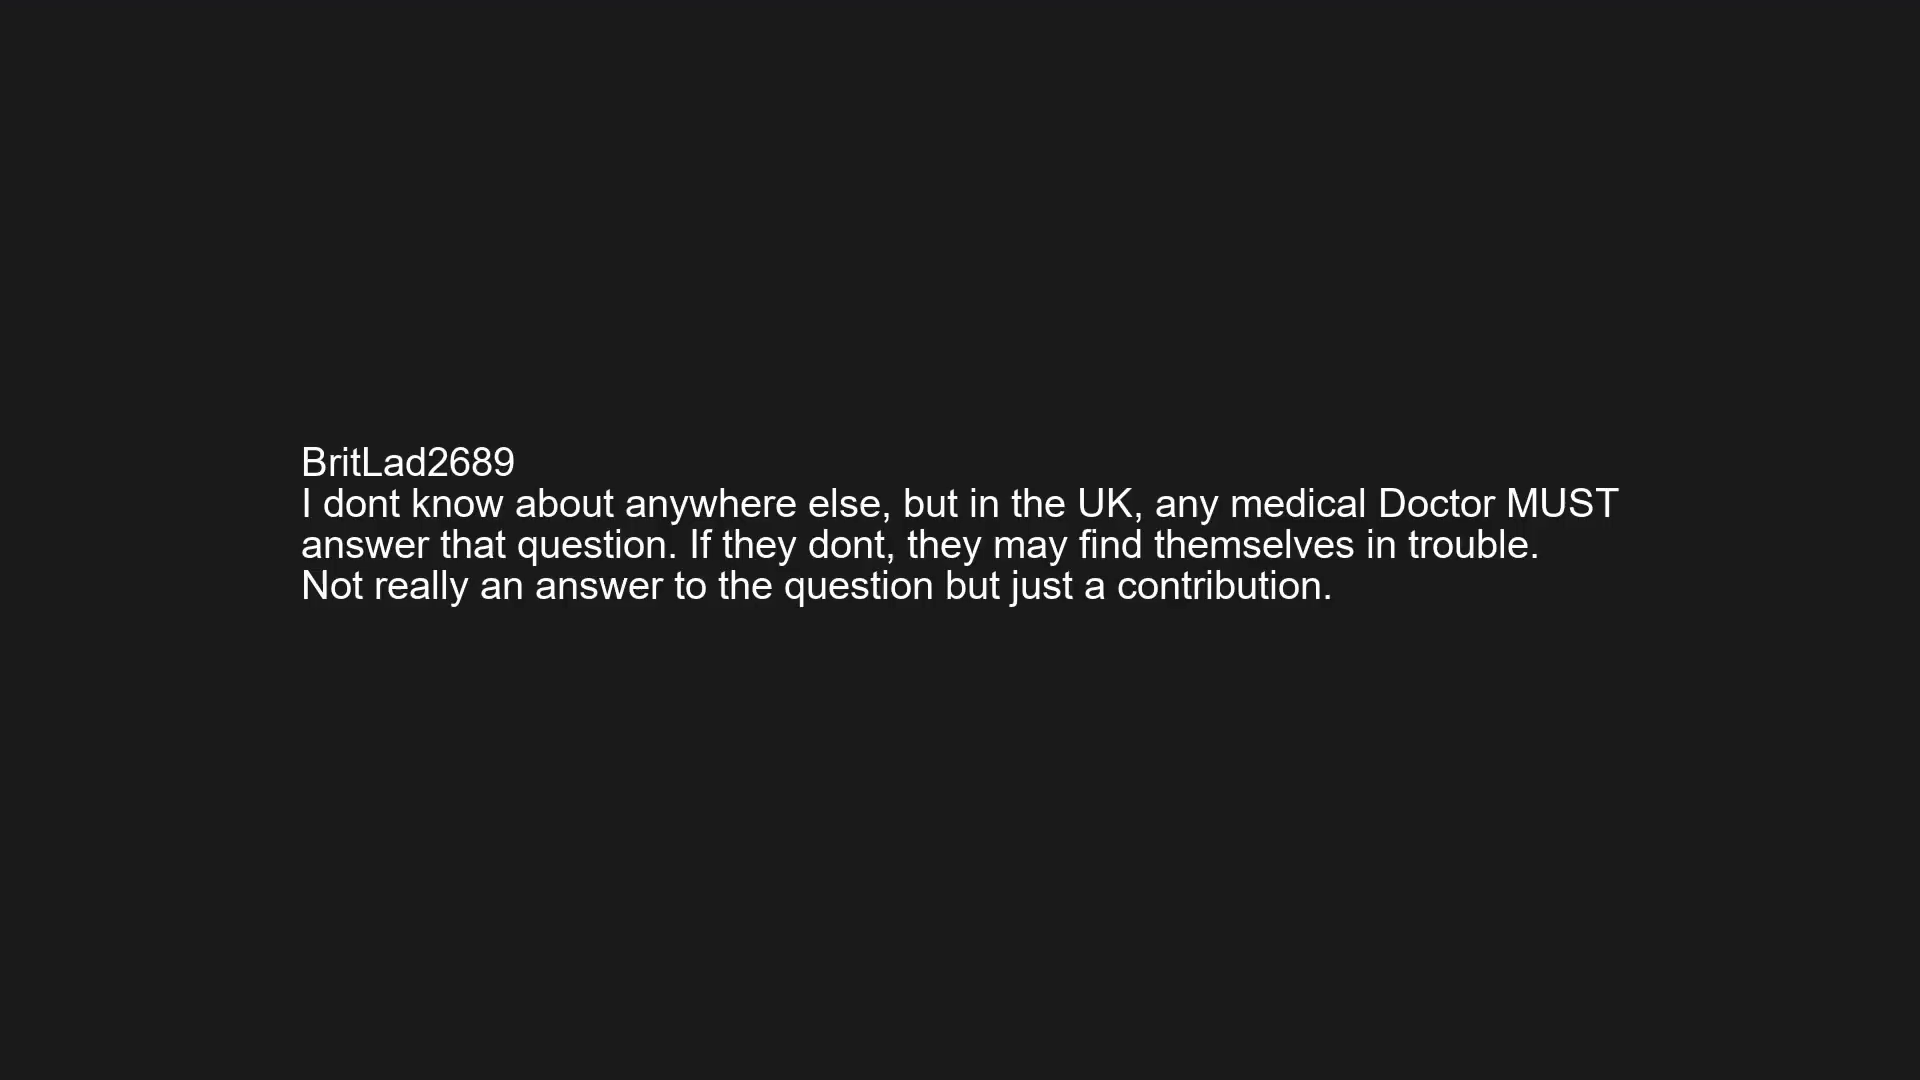 BritLad2689
I dont know about anywhere else, but in the UK, any medical Doctor MUST
answer that question. If they dont, they may find themselves in trouble.
Not really an answer to the question but just a contribution.